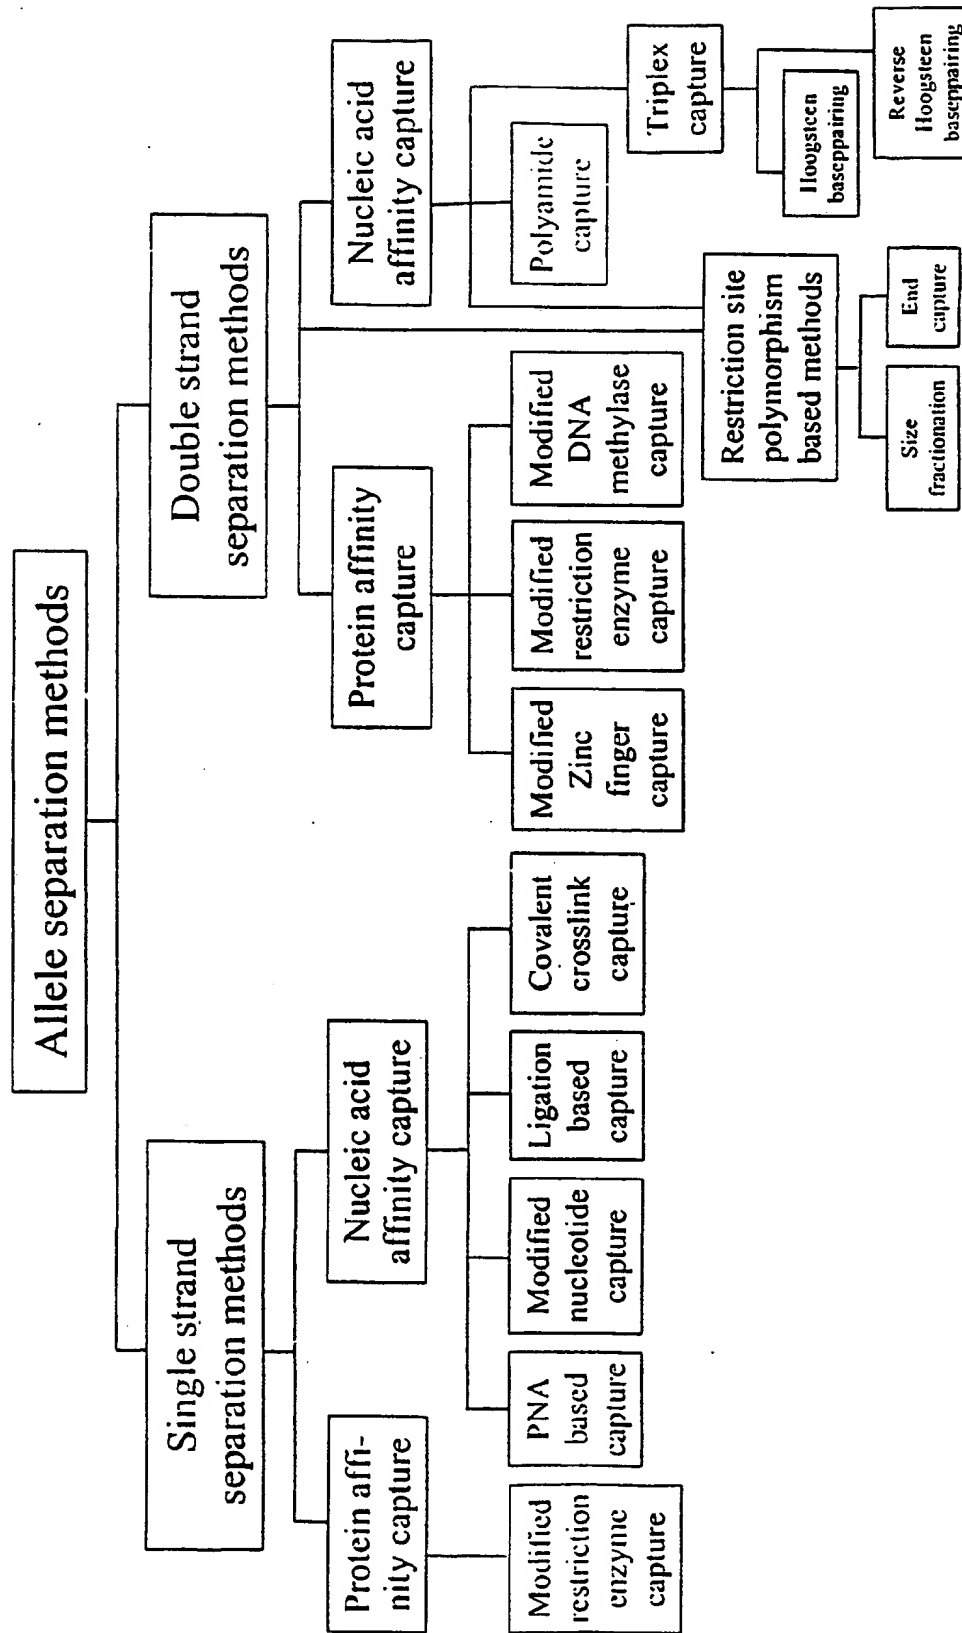 Allele separation methods
Single strand
separation methods
Double strand
separation methods
Protein affi-
nity capture
Nucleic acid
affinity capture
Protein affinity
capture
Nucleic acid
affinity capture
Modified
restriction
enzyme
capture
PNA
based
capture
Modified
nucleotide
capture
Ligation
based
capture
Covalent
crosslink
capture
Modified
Zinc
finger
capture
Modified
restriction
enzyme
capture
Modified
DNA
methylase
capture
Polyamide
capture
Triplex
capture
Restriction site
polymorphism
based methods
Size
fractionation
End
capture
Hoogsteen
baseppairing
Reverse
Hoogsteen
baseppairing